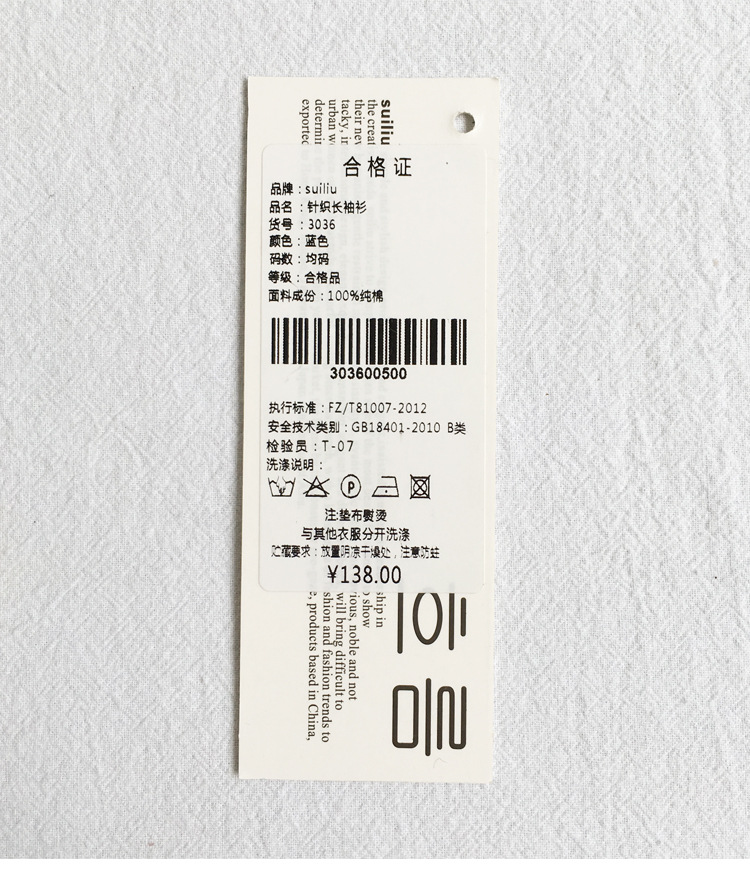 合格证
品牌：suiliu
品名：针织长袖衫
货号：3036
颜色：蓝色
码数：均码
等级：合格品
面料成份：100%纯棉
303600500
执行标准：FZ/T81007-2012
安全技术类别：GB18401-2010 B类
检验员：T-07
洗涤说明：
P
注:垫布熨烫
与其他衣服分开洗涤
贮藏要求：放置阴凉干燥处，注意防蛀
¥138.00
suiliu
the creat
their new
tacky, in
urban w
determin
exported
ship in
o show
rious, noble and not
will bring difficult to
shion and fashion trends to
e, products based in China,